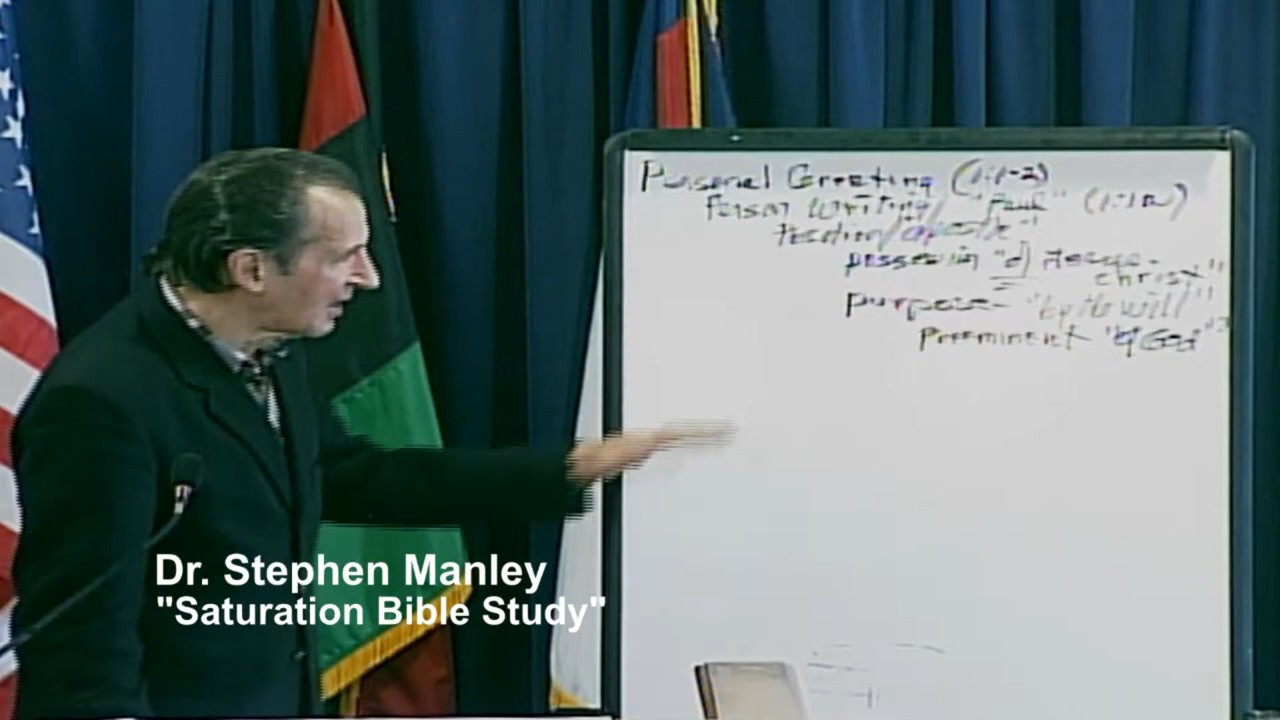 Personal Greeting (1:1-2)
Person Writing/ "Paul" (1:1a)
Position/apostle"
possession "of Jesus
Christ"
purpose- "by the will"
Preeminent "of God"
Dr. Stephen Manley
"Saturation Bible Study"